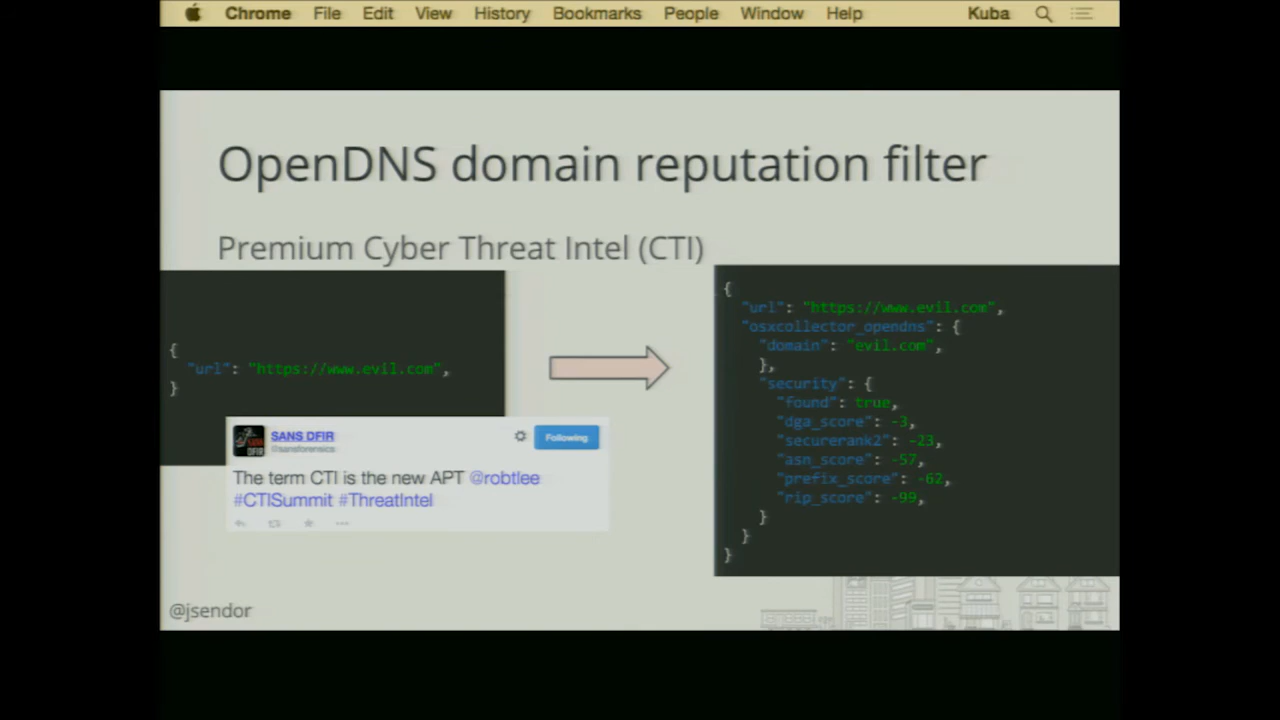 Chrome File Edit View History Bookmarks People Window Help Kuba
OpenDNS domain reputation filter
Premium Cyber Threat Intel (CTI)
{
"url": "https://www.evil.com",
}
SANS DFIR
@sansforensics
Following
The term CTI is the new APT @robtlee
#CTISummit #ThreatIntel
{
"url": "https://www.evil.com",
"osxcollector_opendns": {
"domain": "evil.com",
},
"security": {
"found": true,
"dga_score": -3,
"securerank2": -23,
"asn_score": -57,
"prefix_score": -62,
"rip_score": -99,
}
}
}
@jsendor